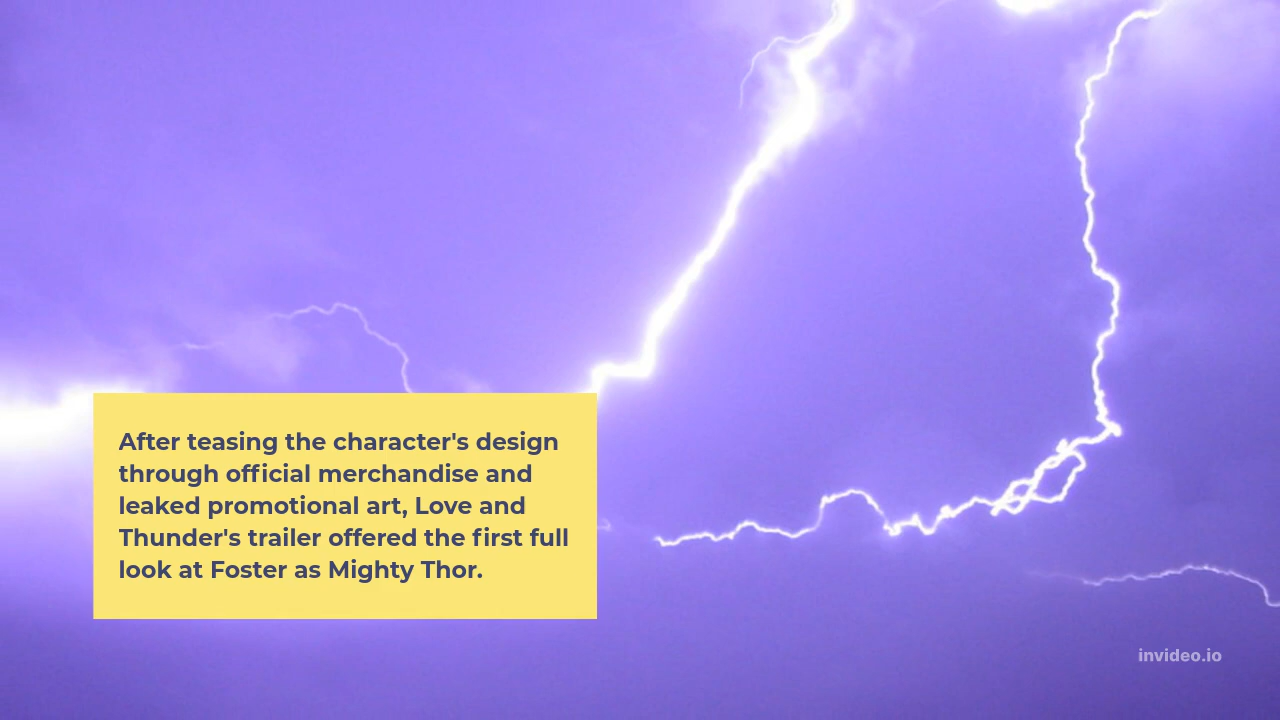 After teasing the character's design
through official merchandise and
leaked promotional art, Love and
Thunder's trailer offered the first full
look at Foster as Mighty Thor.
invideo.io